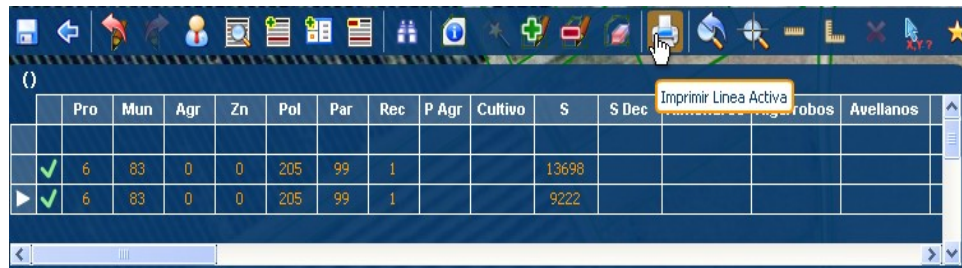 X,Y ?
()
Imprimir Linea Activa
Pro Mun Agr Zn Pol Par Rec P Agr Cultivo S S Dec Avellanos
6 83 0 0 205 99 1 13698
6 83 0 0 205 99 1 9222